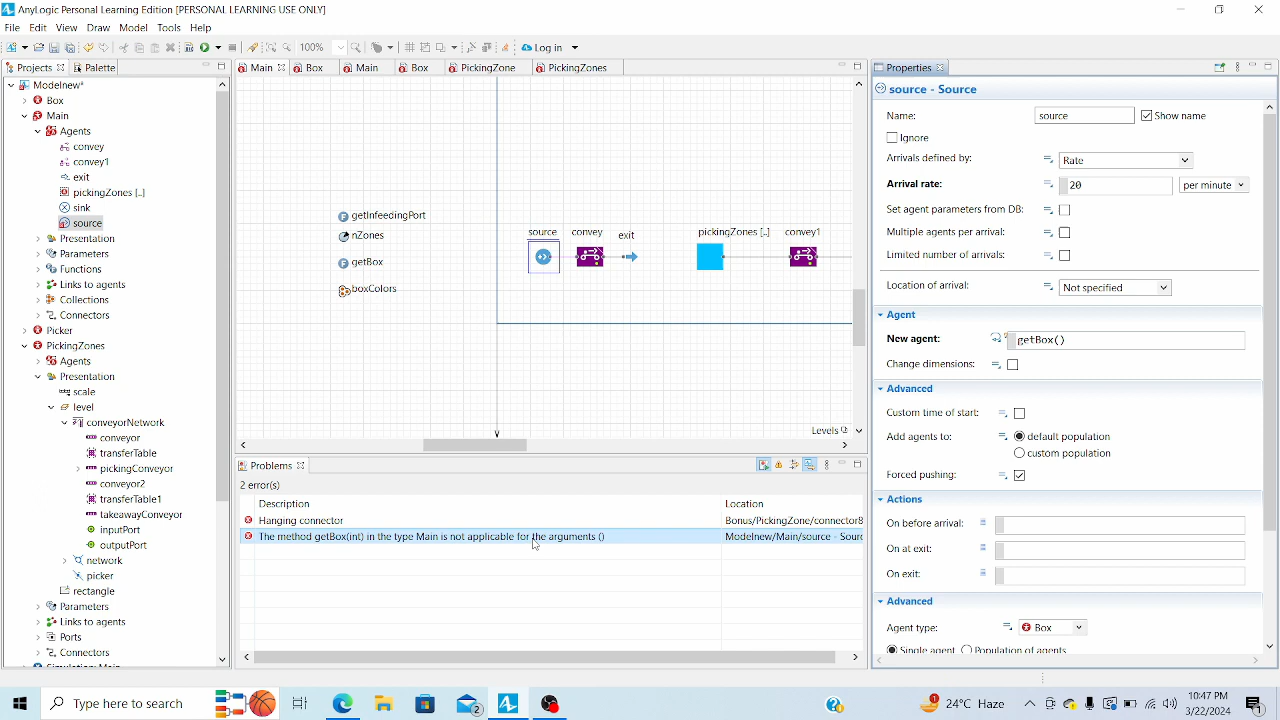 AnyLogic Personal Learning Edition [PERSONAL LEARNING USE ONLY]
File Edit View Draw Model Tools Help
100% Log in
Projects Palette
Modelnew*
Box
Main
Agents
convey
convey1
exit
pickingZones [..]
sink
source
Presentation
Parameters
Functions
Links to agents
Collections
Connectors
Picker
PickingZones
Agents
Presentation
scale
level
conveyorNetwork
conveyor
transferTable
pickingConveyor
conveyor2
transferTable1
takeawayConveyor
inputPort
outputPort
network
picker
rectangle
Parameters
Links to agents
Ports
Connectors
Simulation: Main
Main Box Main Box PickingZone PickingZones
getInfeedingPort
nZones
getBox
boxColors
source convey exit pickingZones [..] convey1
Levels
Problems
2 error(s)
Description Location
Hanging connector Bonus/PickingZone/connector8
The method getBox(int) in the type Main is not applicable for the arguments () Modelnew/Main/source - Sour
Properties
source - Source
Name: source Show name
Ignore
Arrivals defined by: Rate
Arrival rate: 20 per minute
Set agent parameters from DB:
Multiple agents per arrival:
Limited number of arrivals:
Location of arrival: Not specified
Agent
New agent: getBox()
Change dimensions:
Advanced
Custom time of start:
Add agents to: default population
custom population
Forced pushing:
Actions
On before arrival:
On at exit:
On exit:
Advanced
Agent type: Box
Single agent Population of agents
Type here to search
2
1 24°C Haze 10:47 PM
3/22/2024 1